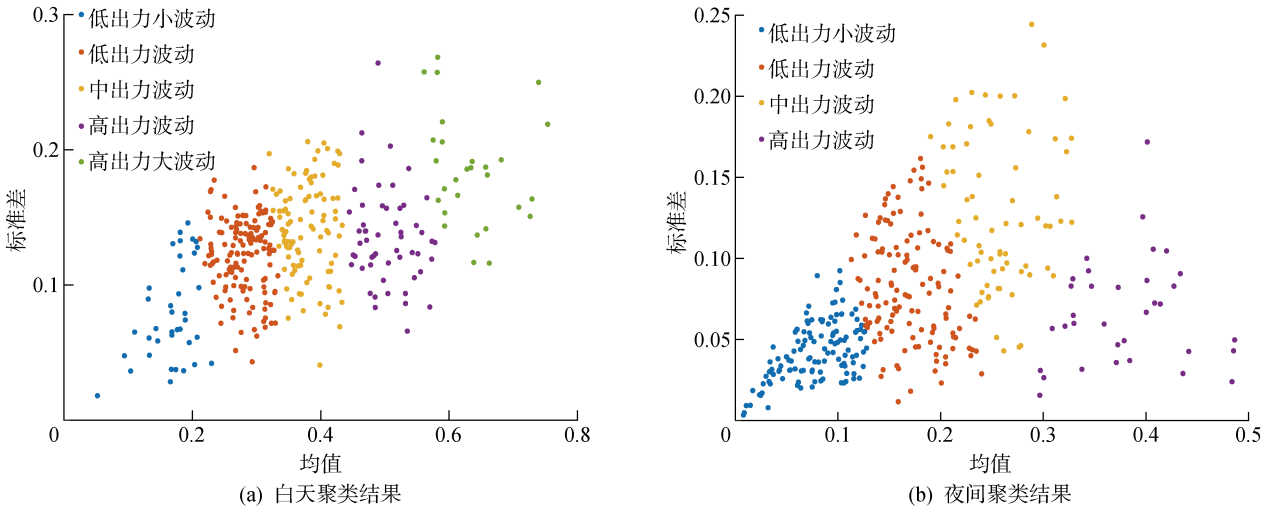 0.3
0.2
0.1
0
0.2
0.4
0.6
0.8
标准差
均值
低出力小波动
低出力波动
中出力波动
高出力波动
高出力大波动
(a) 白天聚类结果
0.25
0.20
0.15
0.10
0.05
0
0.1
0.2
0.3
0.4
0.5
标准差
均值
低出力小波动
低出力波动
中出力波动
高出力波动
(b) 夜间聚类结果